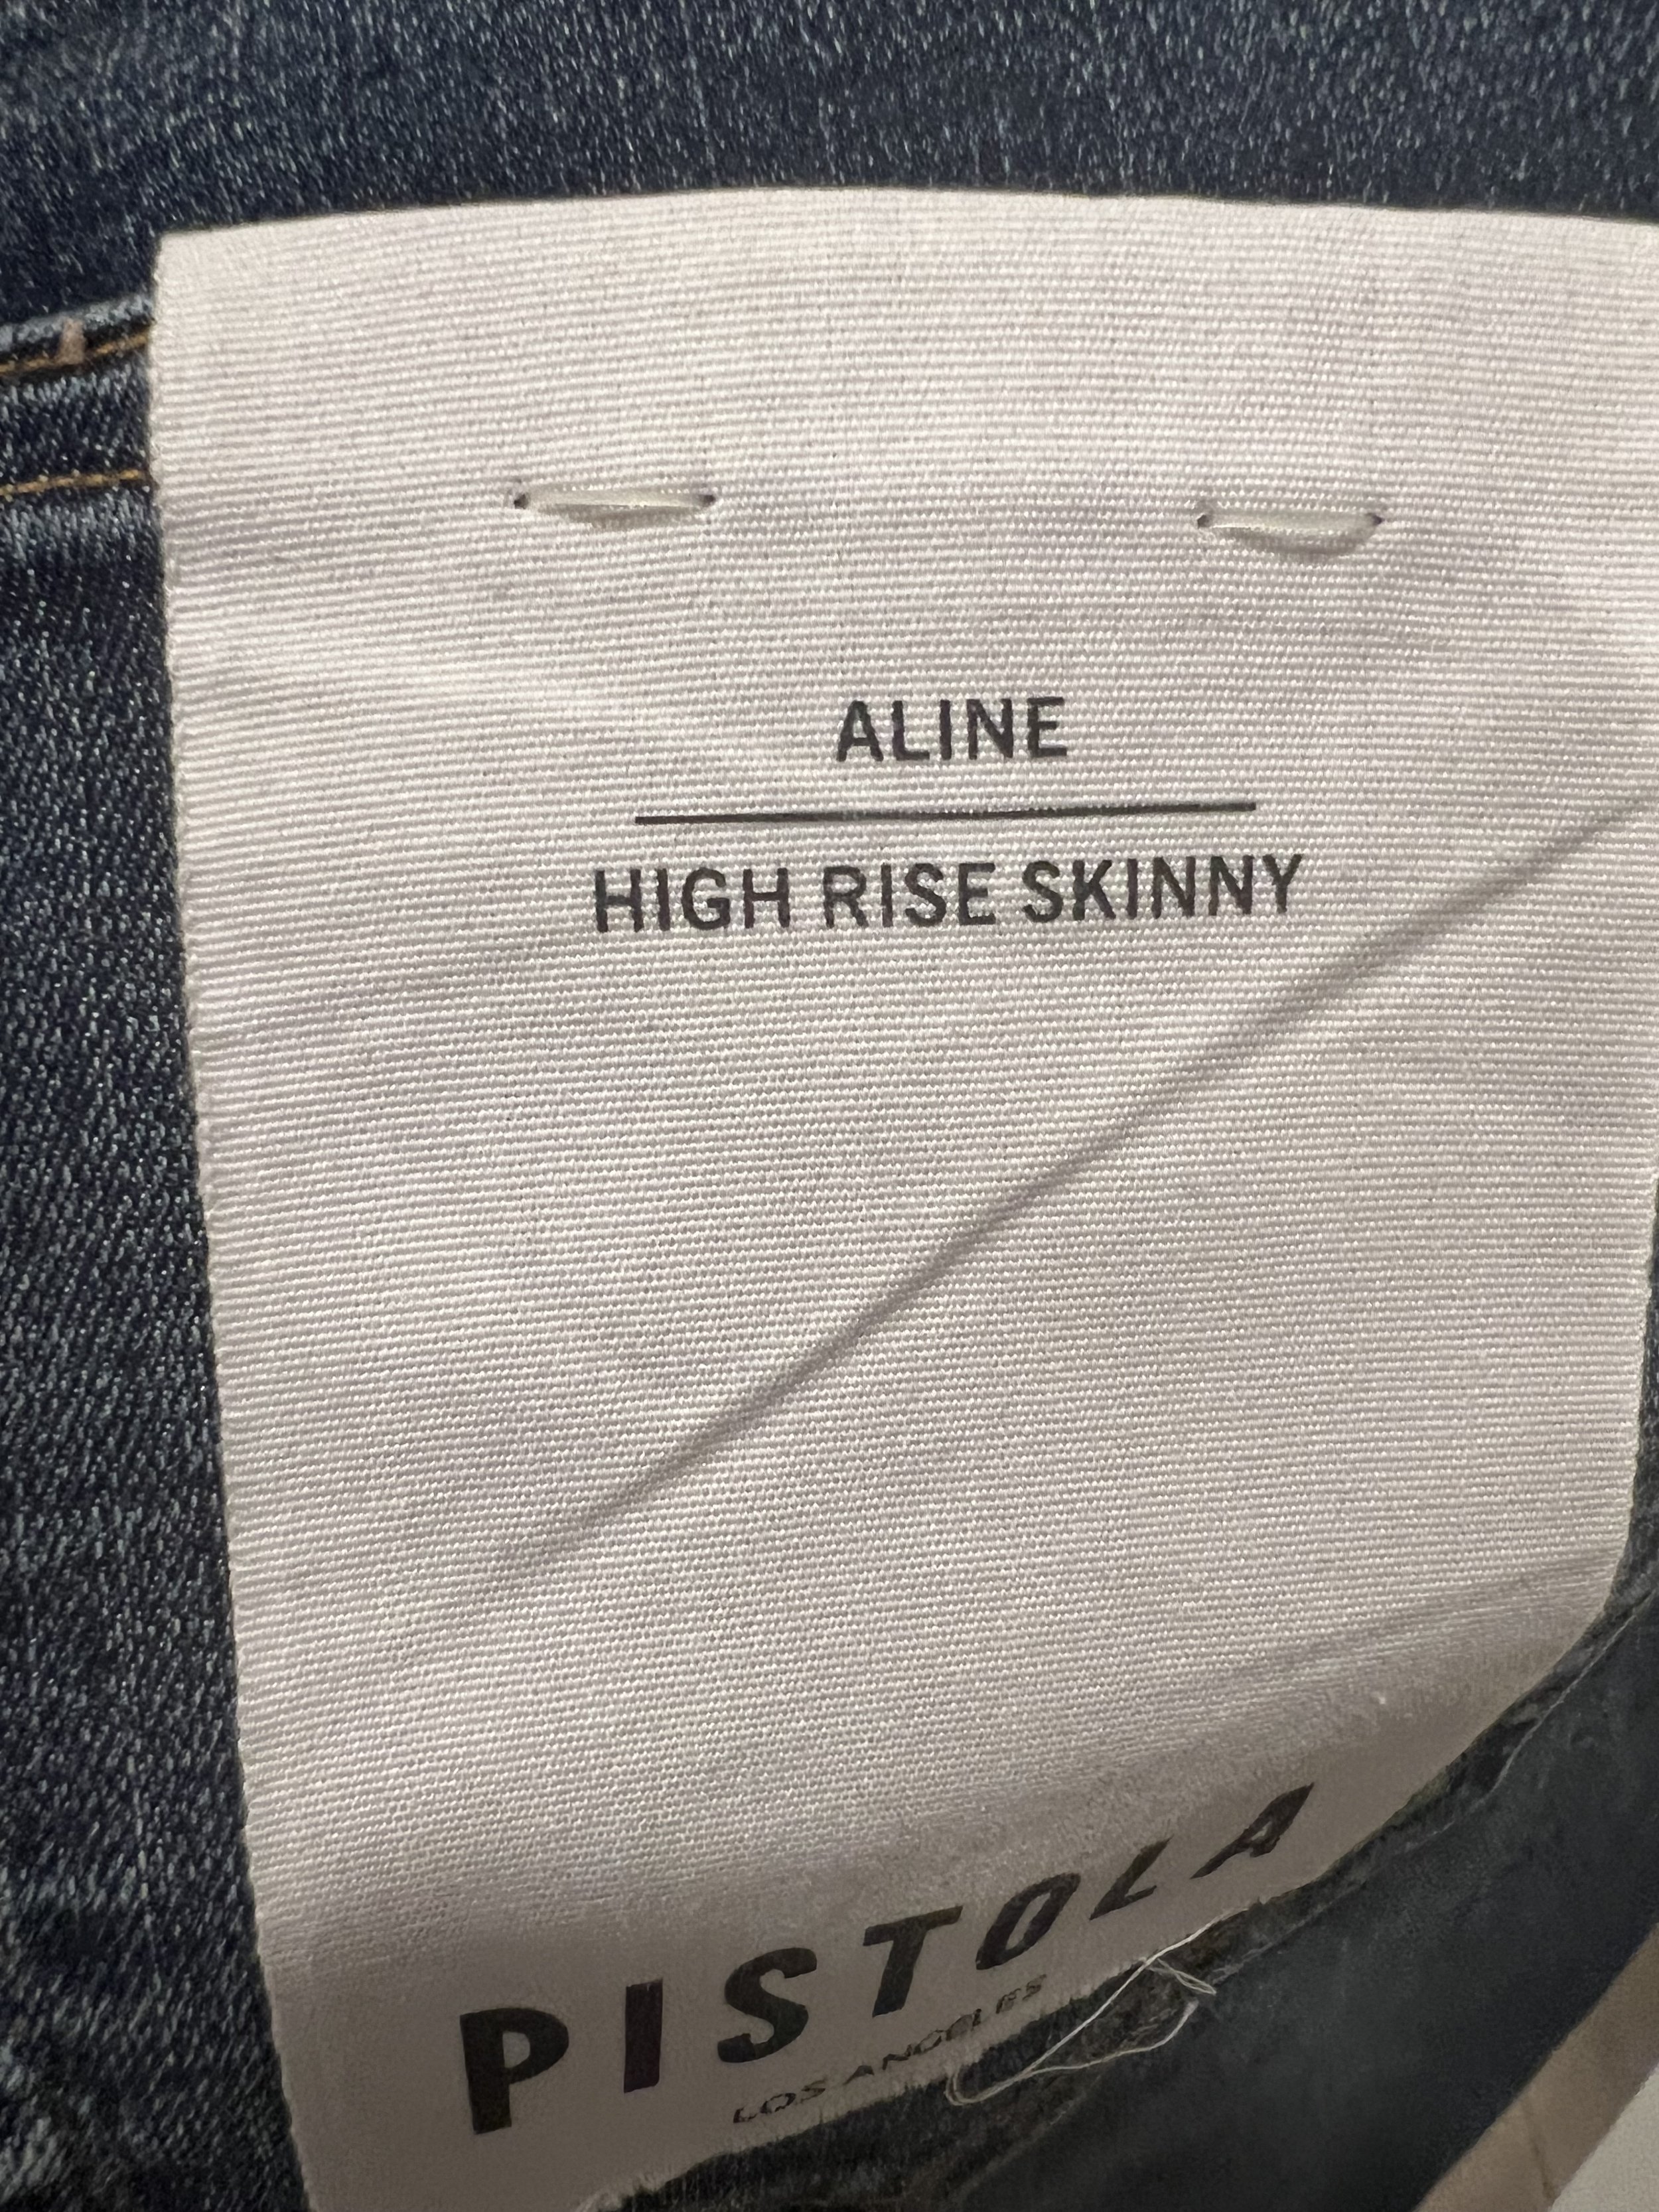 ALINE
HIGH RISE SKINNY
PISTOLA
LOS ANGELES